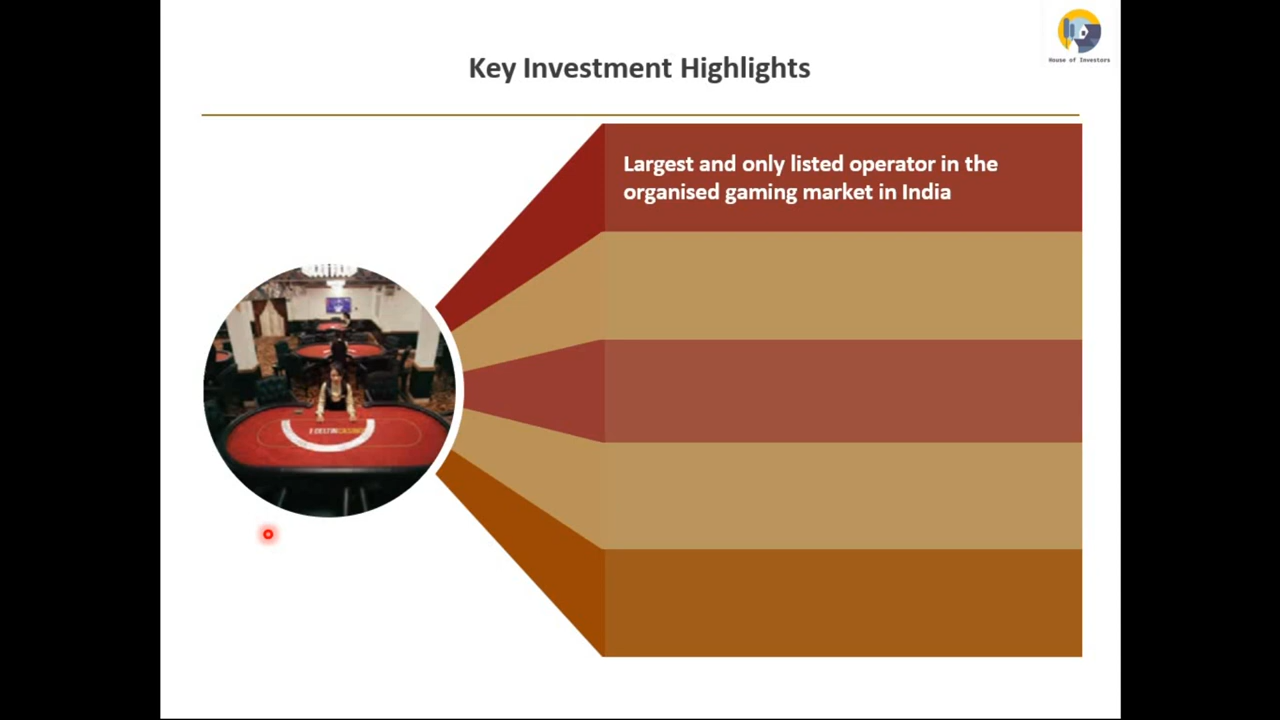 Key Investment Highlights
House of Investors
Largest and only listed operator in the
organised gaming market in India